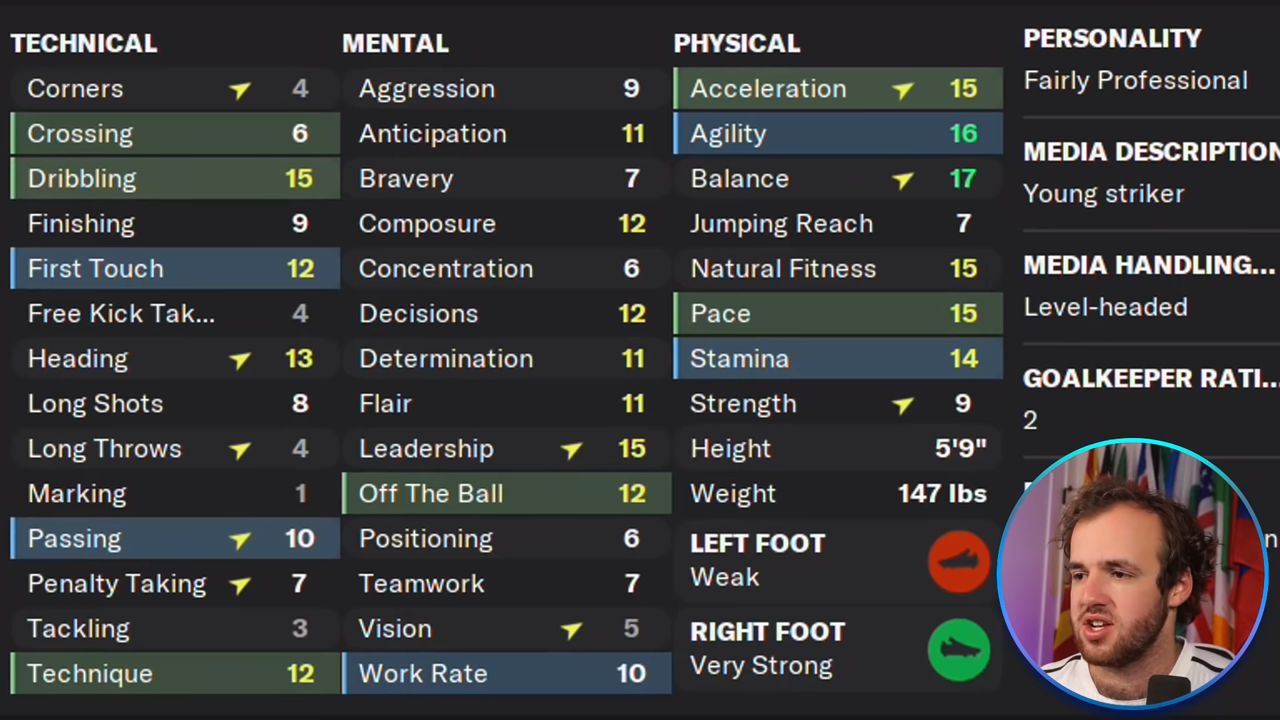 TECHNICAL
Corners 4
Crossing 6
Dribbling 15
Finishing 9
First Touch 12
Free Kick Tak... 4
Heading 13
Long Shots 8
Long Throws 4
Marking 1
Passing 10
Penalty Taking 7
Tackling 3
Technique 12
MENTAL
Aggression 9
Anticipation 11
Bravery 7
Composure 12
Concentration 6
Decisions 12
Determination 11
Flair 11
Leadership 15
Off The Ball 12
Positioning 6
Teamwork 7
Vision 5
Work Rate 10
PHYSICAL
Acceleration 15
Agility 16
Balance 17
Jumping Reach 7
Natural Fitness 15
Pace 15
Stamina 14
Strength 9
Height 5'9"
Weight 147 lbs
LEFT FOOT
Weak
RIGHT FOOT
Very Strong
PERSONALITY
Fairly Professional
MEDIA DESCRIPTION
Young striker
MEDIA HANDLING...
Level-headed
GOALKEEPER RATI...
2